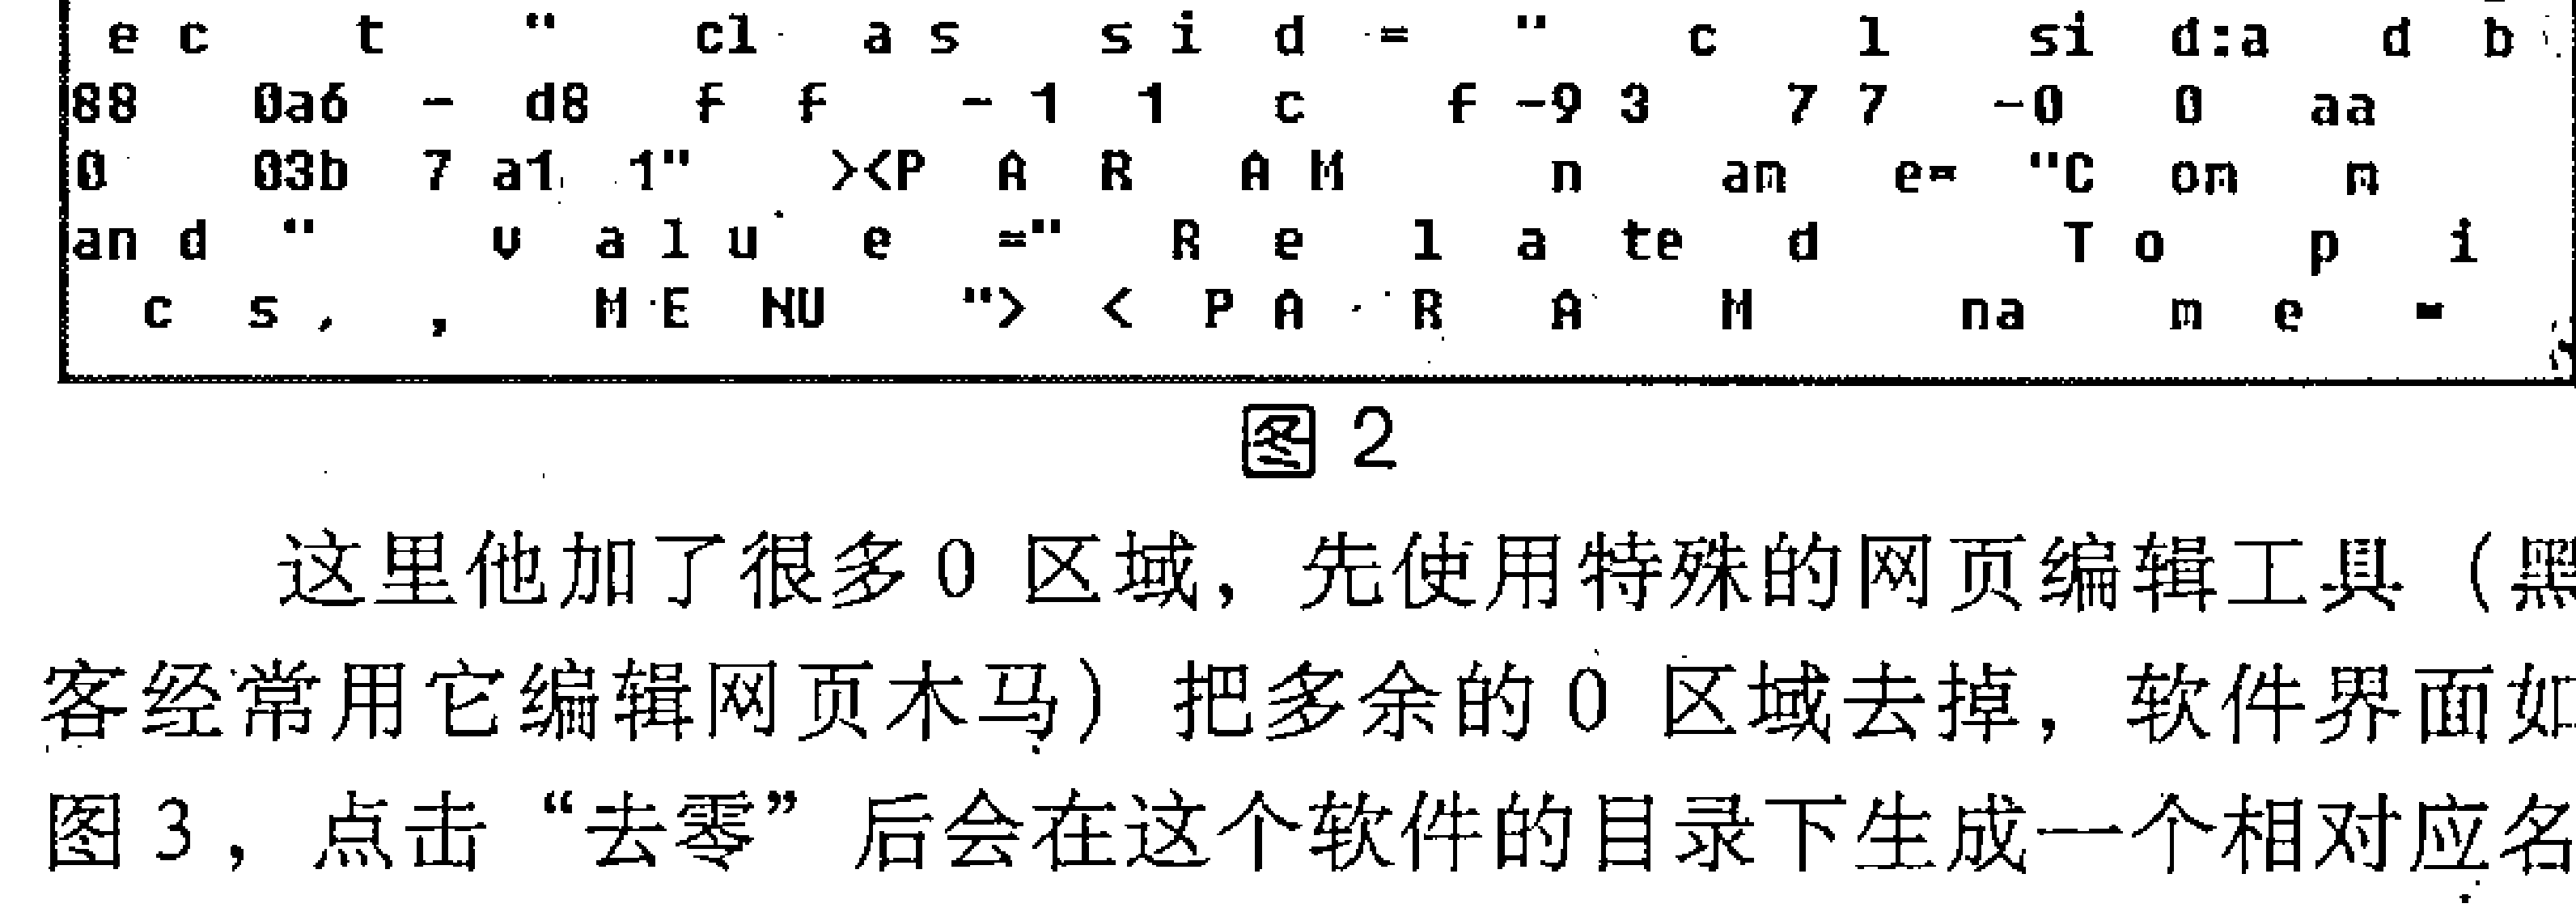 e c t " cl as s i d = " c l si d:a d b
88 0a6 - d8 f f - 1 1 c f -9 3 7 7 -0 0 aa
0 03b 7 a1 1" ><P A R A M n am e= "C om m
an d " v a l u e =" R e l a te d T o p i
c s , , M E NU "> < P A R A M na m e =
图 2
这里他加了很多 0 区域，先使用特殊的网页编辑工具（黑
客经常用它编辑网页木马）把多余的 0 区域去掉，软件界面如
图 3，点击“去零”后会在这个软件的目录下生成一个相对应名